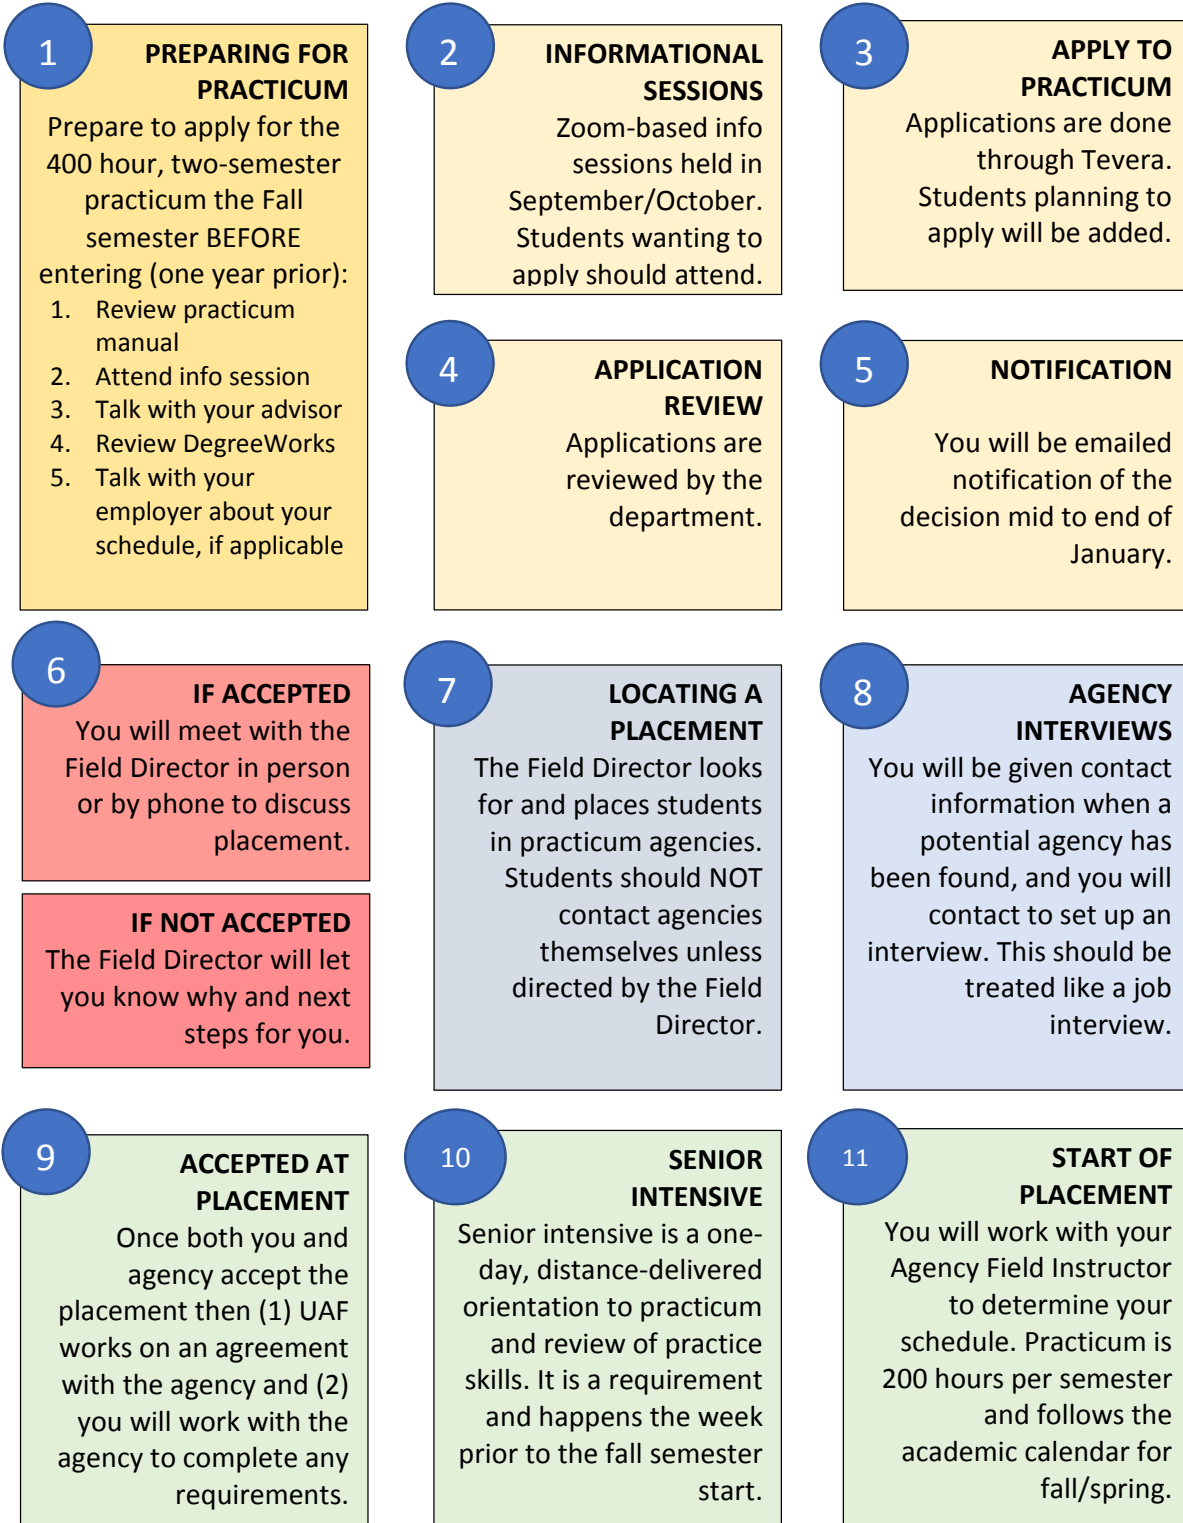 1
PREPARING FOR
PRACTICUM
Prepare to apply for the
400 hour, two-semester
practicum the Fall
semester BEFORE
entering (one year prior):
1. Review practicum
manual
2. Attend info session
3. Talk with your advisor
4. Review DegreeWorks
5. Talk with your
employer about your
schedule, if applicable
2
INFORMATIONAL
SESSIONS
Zoom-based info
sessions held in
September/October.
Students wanting to
apply should attend.
3
APPLY TO
PRACTICUM
Applications are done
through Tevera.
Students planning to
apply will be added.
4
APPLICATION
REVIEW
Applications are
reviewed by the
department.
5
NOTIFICATION
You will be emailed
notification of the
decision mid to end of
January.
6
IF ACCEPTED
You will meet with the
Field Director in person
or by phone to discuss
placement.
IF NOT ACCEPTED
The Field Director will let
you know why and next
steps for you.
7
LOCATING A
PLACEMENT
The Field Director looks
for and places students
in practicum agencies.
Students should NOT
contact agencies
themselves unless
directed by the Field
Director.
8
AGENCY
INTERVIEWS
You will be given contact
information when a
potential agency has
been found, and you will
contact to set up an
interview. This should be
treated like a job
interview.
9
ACCEPTED AT
PLACEMENT
Once both you and
agency accept the
placement then (1) UAF
works on an agreement
with the agency and (2)
you will work with the
agency to complete any
requirements.
10
SENIOR
INTENSIVE
Senior intensive is a one-
day, distance-delivered
orientation to practicum
and review of practice
skills. It is a requirement
and happens the week
prior to the fall semester
start.
11
START OF
PLACEMENT
You will work with your
Agency Field Instructor
to determine your
schedule. Practicum is
200 hours per semester
and follows the
academic calendar for
fall/spring.